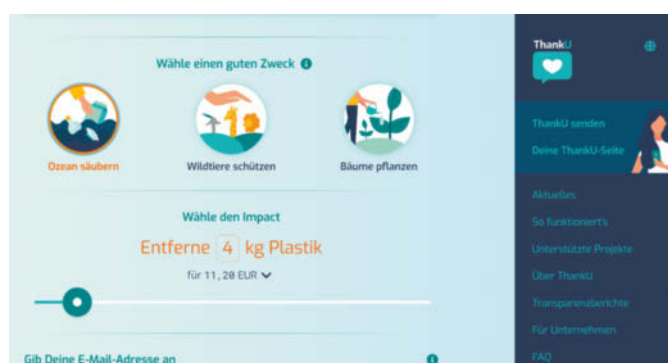 Wähle einen guten Zweck
Ozean säubern
Wildtiere schützen
Bäume pflanzen
Wähle den Impact
Entferne 4 kg Plastik
für 11,20 EUR
Gib Deine E-Mail-Adresse an
ThankU
ThankU senden
Deine ThankU-Seite
Aktuelles
So funktioniert's
Unterstützte Projekte
Über ThankU
Transparenzberichte
Für Unternehmen
FAQ